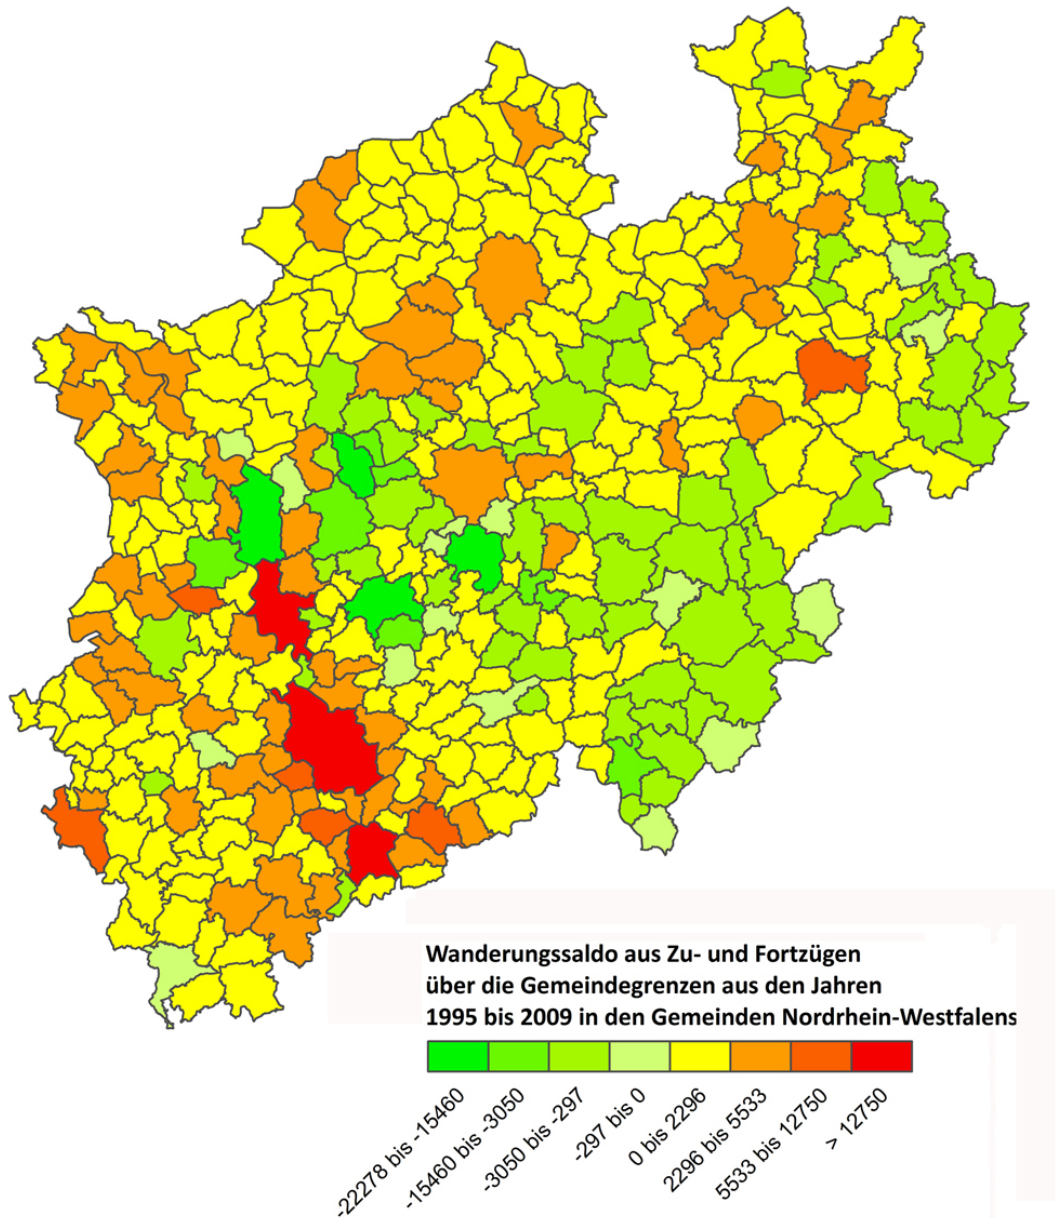 Wanderungssaldo aus Zu- und Fortzügen
über die Gemeindegrenzen aus den Jahren
1995 bis 2009 in den Gemeinden Nordrhein-Westfalens
-22278 bis -15460
-15460 bis -3050
-3050 bis -297
-297 bis 0
0 bis 2296
2296 bis 5533
5533 bis 12750
> 12750